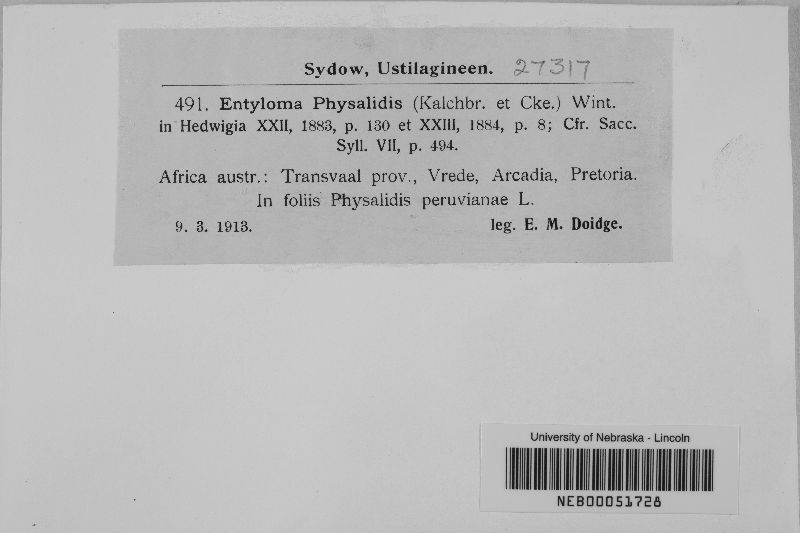 Sydow, Ustilagineen. 27317
491. Entyloma Physalidis (Kalchbr. et Cke.) Wint.
in Hedwigia XXII, 1883, p. 130 et XXIII, 1884, p. 8; Cfr. Sacc.
Syll. VII, p. 494.
Africa austr.: Transvaal prov., Vrede, Arcadia, Pretoria.
In foliis Physalidis peruvianae L.
9. 3. 1913. leg. E. M. Doidge.
University of Nebraska - Lincoln
NEB00051728